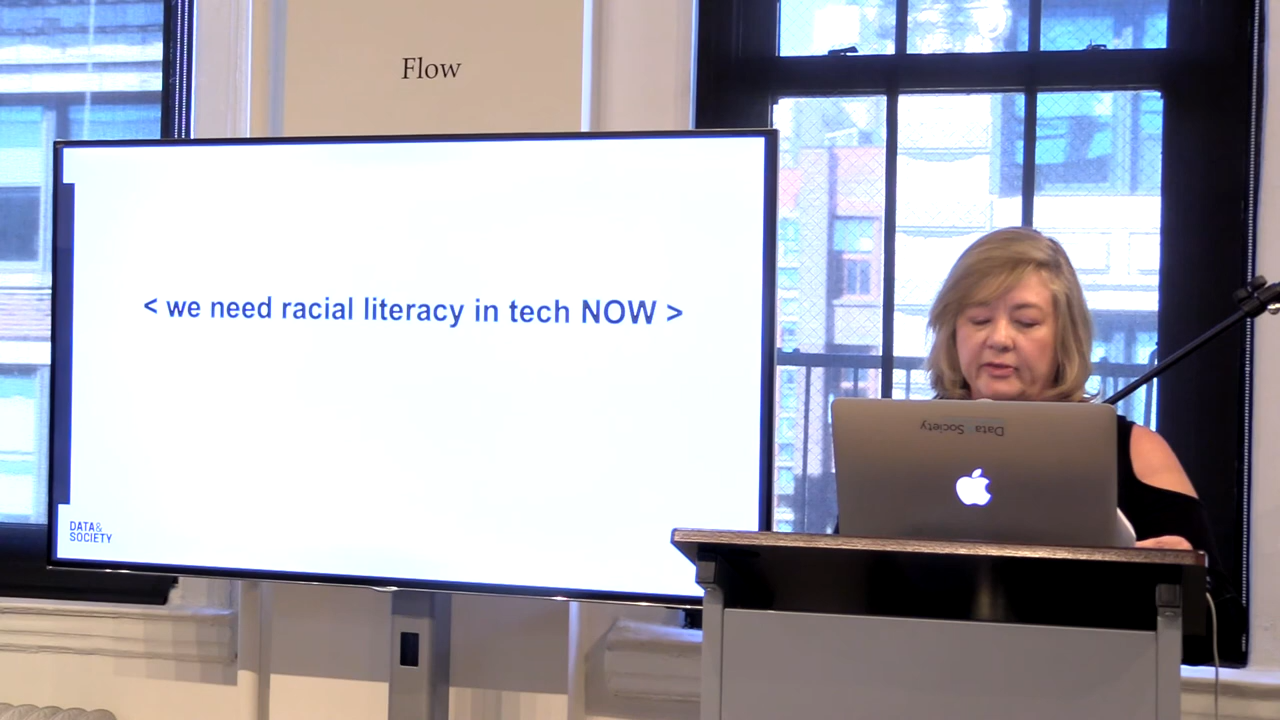 Flow
< we need racial literacy in tech NOW >
DATA&
SOCIETY
Data&Society